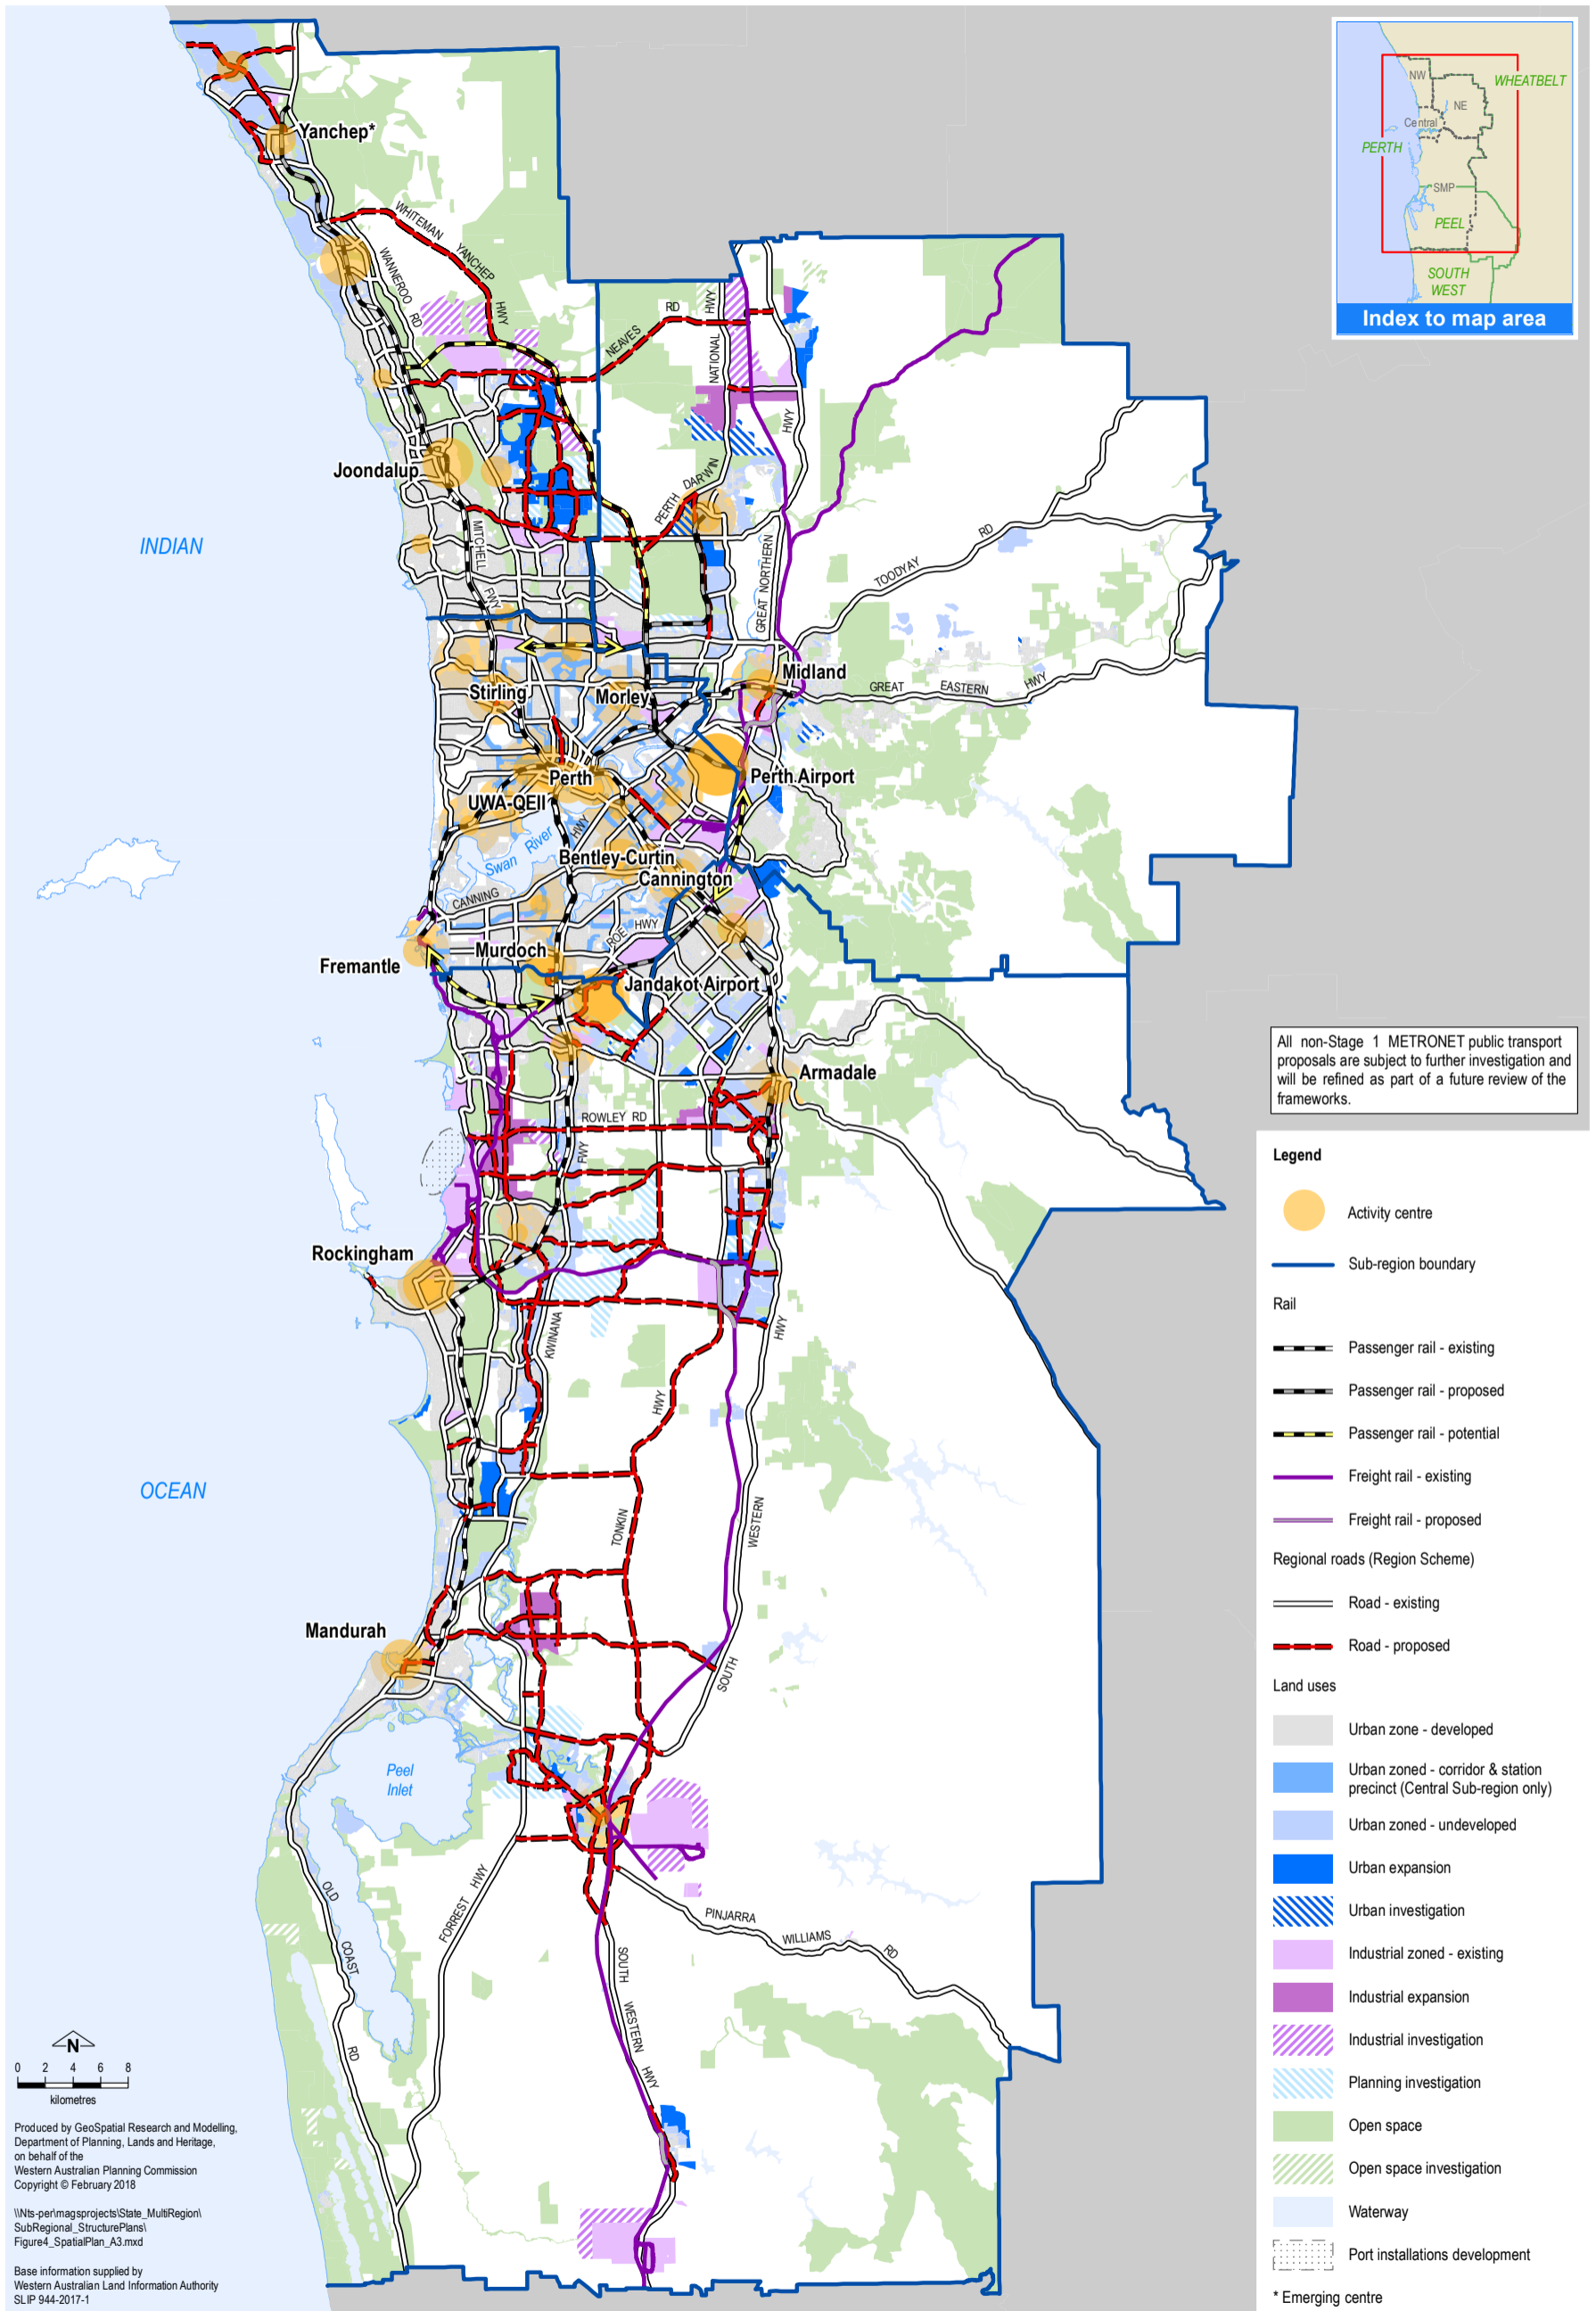 NW
WHEATBELT
NE
Central
PERTH
SMP
PEEL
SOUTH
WEST
Index to map area
Yanchep*
WHITEMAN
YANCHEP
HWY
WANNEROO
RD
NEAVES
RD
NATIONAL
HWY
HWY
Joondalup
PERTH
DARWIN
MITCHELL
FWY
INDIAN
GREAT NORTHERN
TOODYAY
RD
Midland
Stirling
Morley
GREAT
EASTERN
HWY
Perth
Perth Airport
UWA-QEII
HWY
Swan River
Bentley-Curtin
Cannington
CANNING
ROE
HWY
Murdoch
Fremantle
Jandakot Airport
Armadale
ROWLEY RD
FWY
Rockingham
KWINANA
HWY
HWY
OCEAN
TONKIN
WESTERN
Mandurah
SOUTH
Peel
Inlet
OLD
COAST
RD
FORREST
HWY
PINJARRA
WILLIAMS
RD
SOUTH
WESTERN
HWY
N
0 2 4 6 8
kilometres
Produced by GeoSpatial Research and Modelling,
Department of Planning, Lands and Heritage,
on behalf of the
Western Australian Planning Commission
Copyright © February 2018
\\Nts-per\magsprojects\State_MultiRegion\
SubRegional_StructurePlans\
Figure4_SpatialPlan_A3.mxd
Base information supplied by
Western Australian Land Information Authority
SLIP 944-2017-1
All non-Stage 1 METRONET public transport
proposals are subject to further investigation and
will be refined as part of a future review of the
frameworks.
Legend
Activity centre
Sub-region boundary
Rail
Passenger rail - existing
Passenger rail - proposed
Passenger rail - potential
Freight rail - existing
Freight rail - proposed
Regional roads (Region Scheme)
Road - existing
Road - proposed
Land uses
Urban zone - developed
Urban zoned - corridor & station
precinct (Central Sub-region only)
Urban zoned - undeveloped
Urban expansion
Urban investigation
Industrial zoned - existing
Industrial expansion
Industrial investigation
Planning investigation
Open space
Open space investigation
Waterway
Port installations development
* Emerging centre